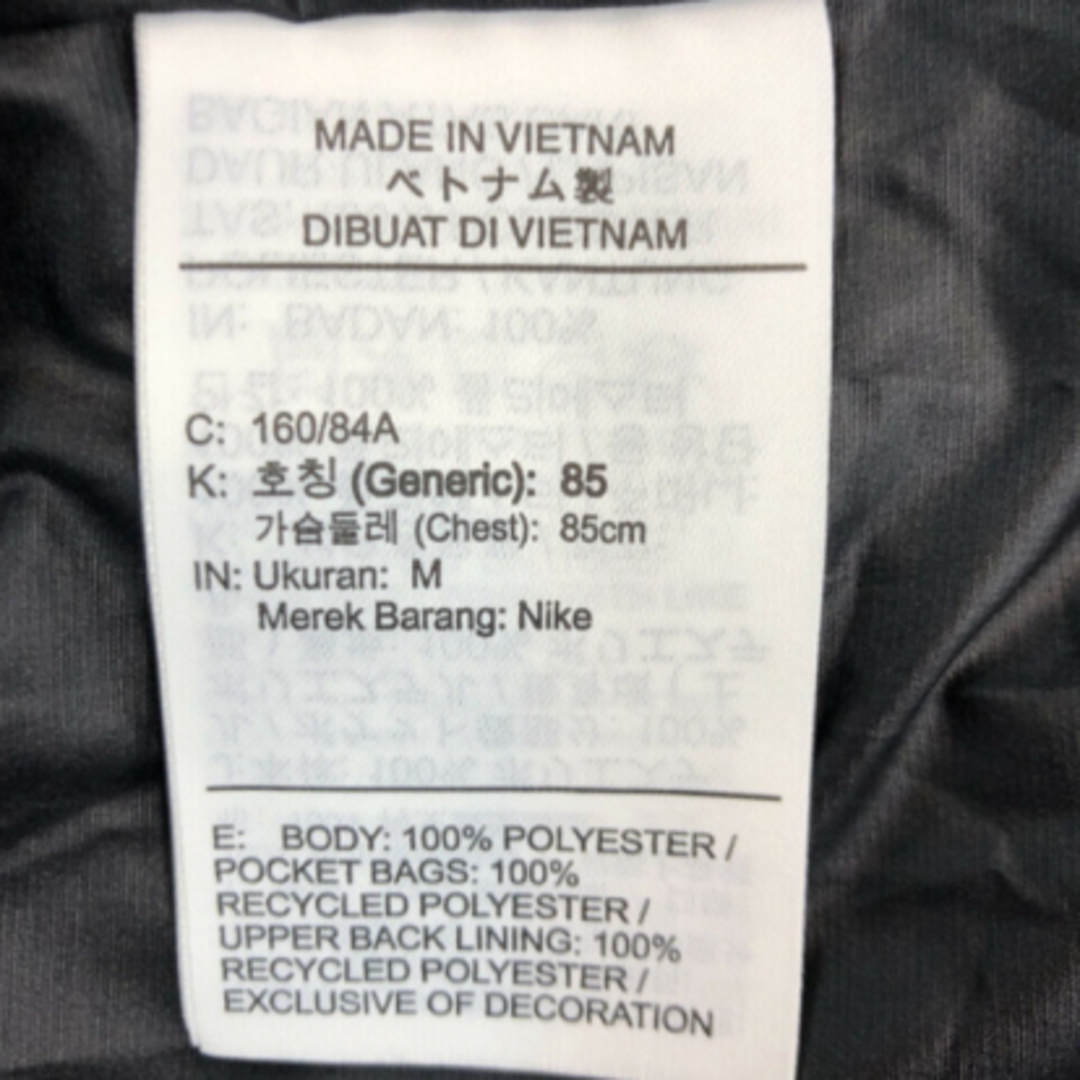 MADE IN VIETNAM
ベトナム製
DIBUAT DI VIETNAM
C: 160/84A
K: 호칭 (Generic): 85
가슴둘레 (Chest): 85cm
IN: Ukuran: M
Merek Barang: Nike
E: BODY: 100% POLYESTER /
POCKET BAGS: 100%
RECYCLED POLYESTER /
UPPER BACK LINING: 100%
RECYCLED POLYESTER /
EXCLUSIVE OF DECORATION